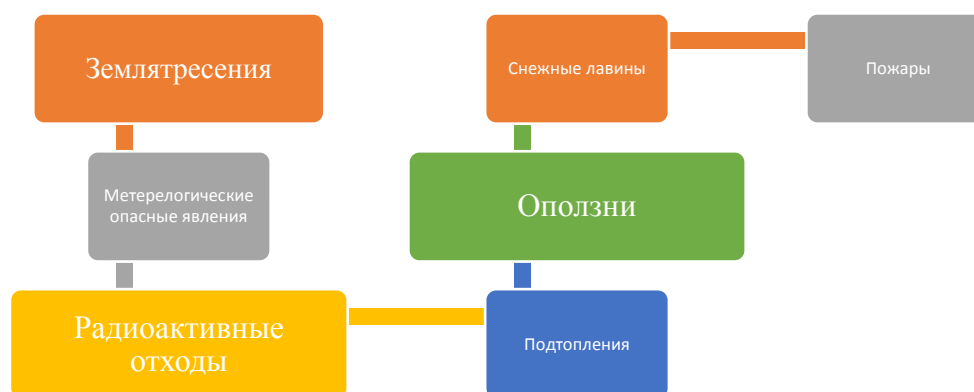 Землятресения
Снежные лавины
Пожары
Метерелогические
опасные явления
Оползни
Радиоактивные
отходы
Подтопления